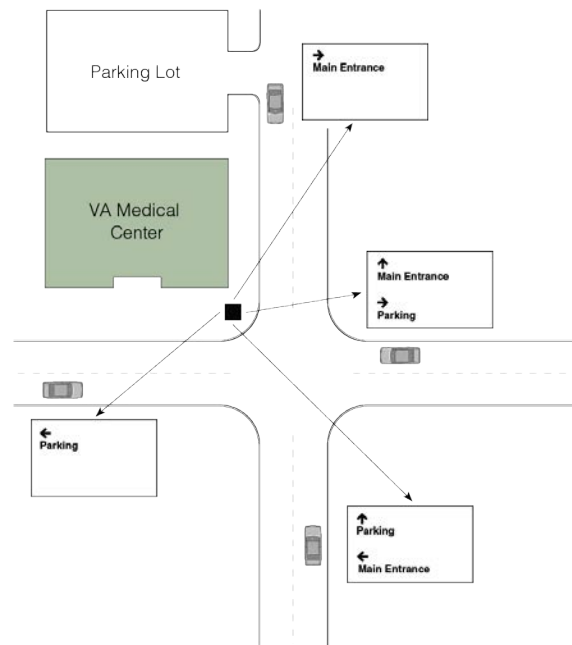 Parking Lot
→
Main Entrance
VA Medical
Center
↑
Main Entrance
→
Parking
←
Parking
↑
Parking
←
Main Entrance